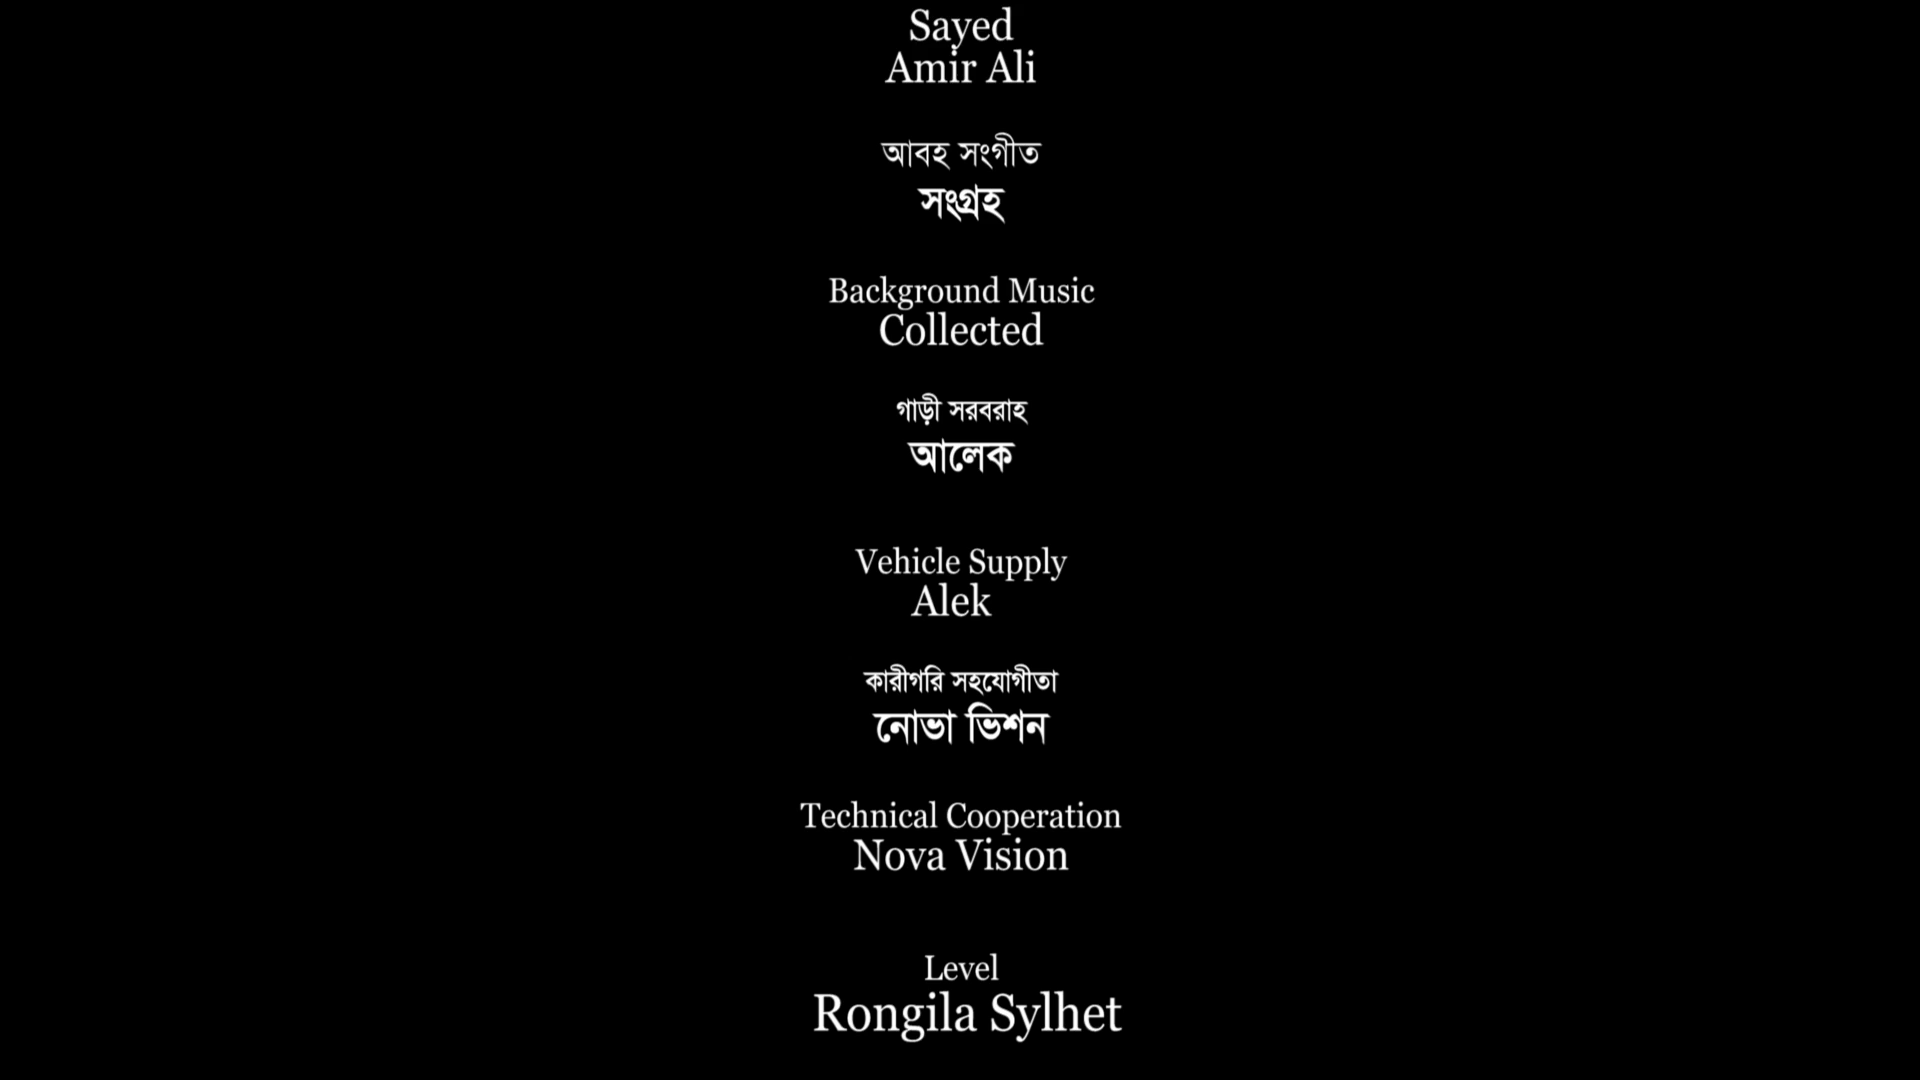 Sayed
Amir Ali
আবহ সংগীত
সংগ্রহ
Background Music
Collected
গাড়ী সরবরাহ
আলেক
Vehicle Supply
Alek
কারীগরি সহযোগীতা
নোভা ভিশন
Technical Cooperation
Nova Vision
Level
Rongila Sylhet